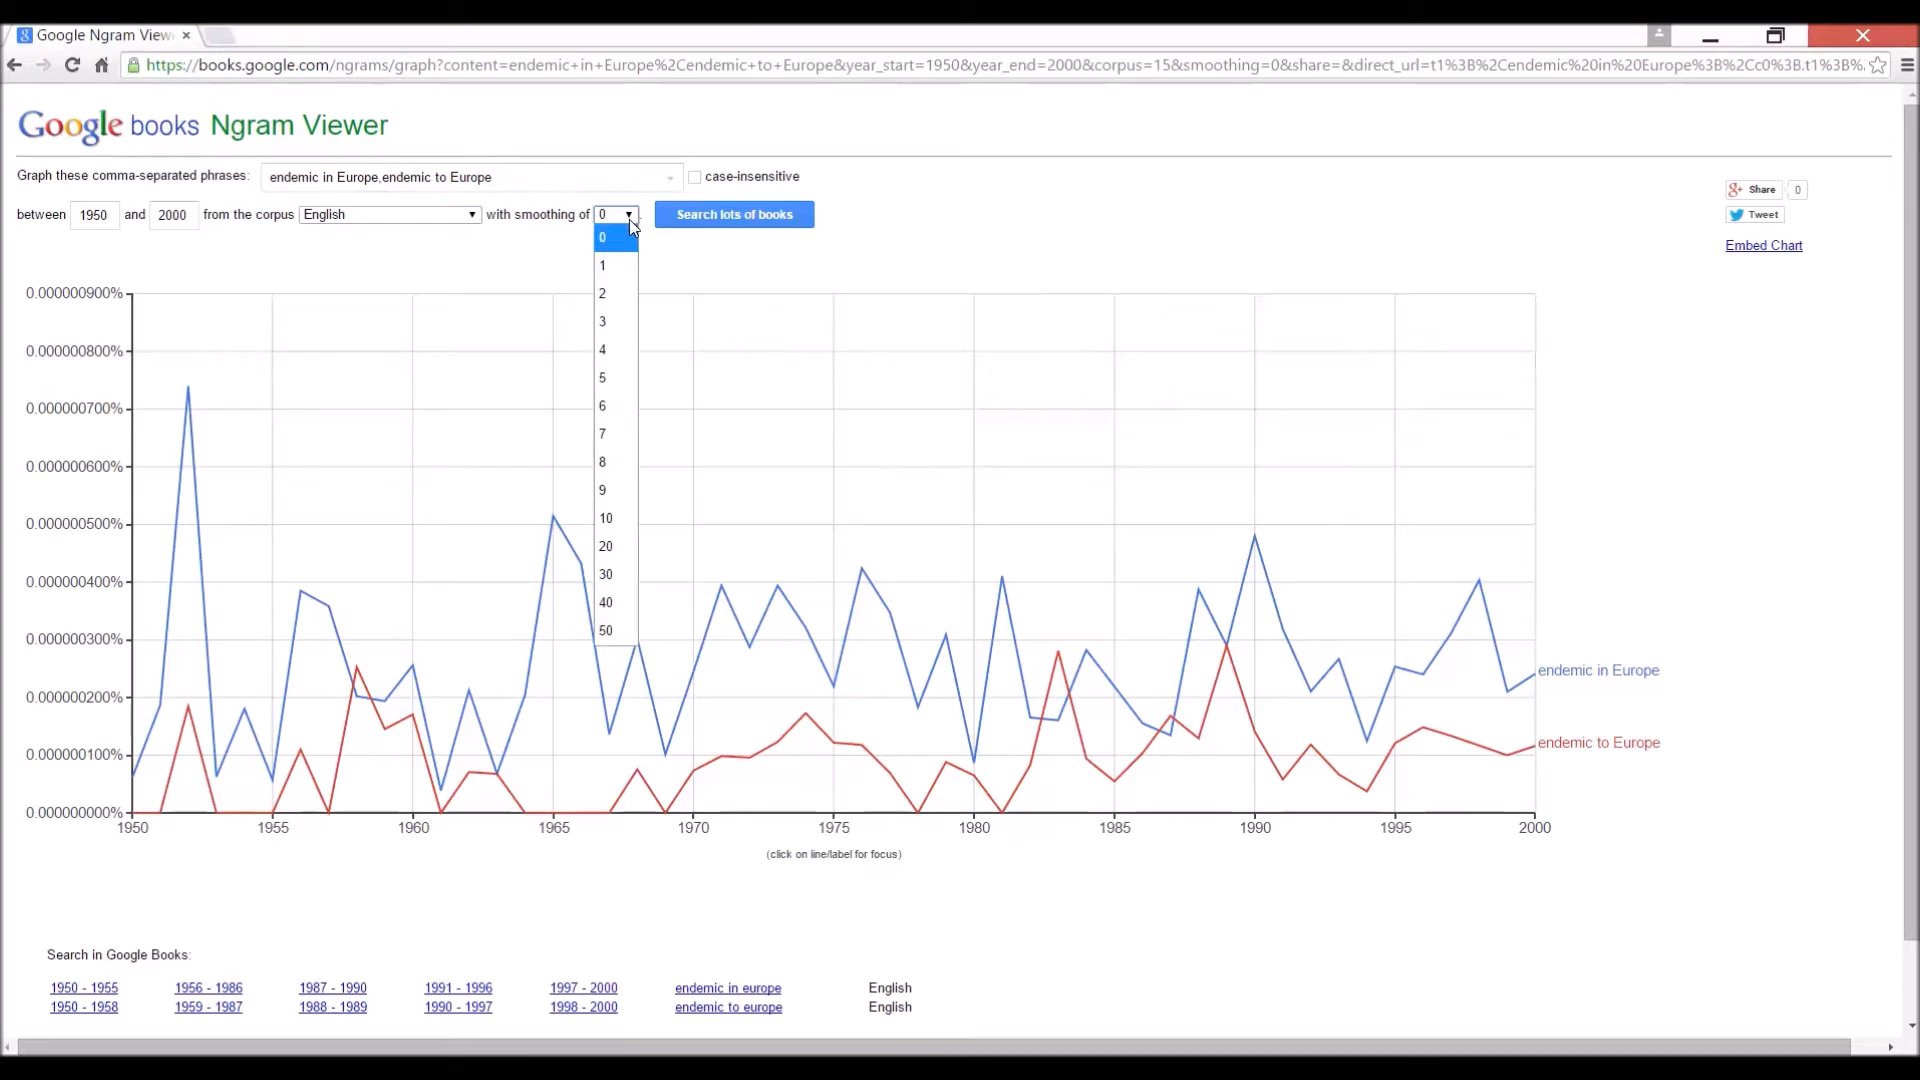 Google Ngram View
https://books.google.com/ngrams/graph?content=endemic+in+Europe%2Cendemic+to+Europe&year_start=1950&year_end=2000&corpus=15&smoothing=0&share=&direct_url=t1%3B%2Cendemic%20in%20Europe%3B%2Cc0%3B.t1%3B%
Google books Ngram Viewer
Graph these comma-separated phrases: endemic in Europe,endemic to Europe case-insensitive
between 1950 and 2000 from the corpus English with smoothing of 0 Search lots of books
Share 0
Tweet
Embed Chart
0
1
2
3
4
5
6
7
8
9
10
20
30
40
50
0.000000900%
0.000000800%
0.000000700%
0.000000600%
0.000000500%
0.000000400%
0.000000300%
0.000000200%
0.000000100%
0.000000000%
endemic in Europe
endemic to Europe
1950 1955 1960 1965 1970 1975 1980 1985 1990 1995 2000
(click on line/label for focus)
Search in Google Books:
1950 - 1955 1956 - 1986 1987 - 1990 1991 - 1996 1997 - 2000 endemic in europe English
1950 - 1958 1959 - 1987 1988 - 1989 1990 - 1997 1998 - 2000 endemic to europe English